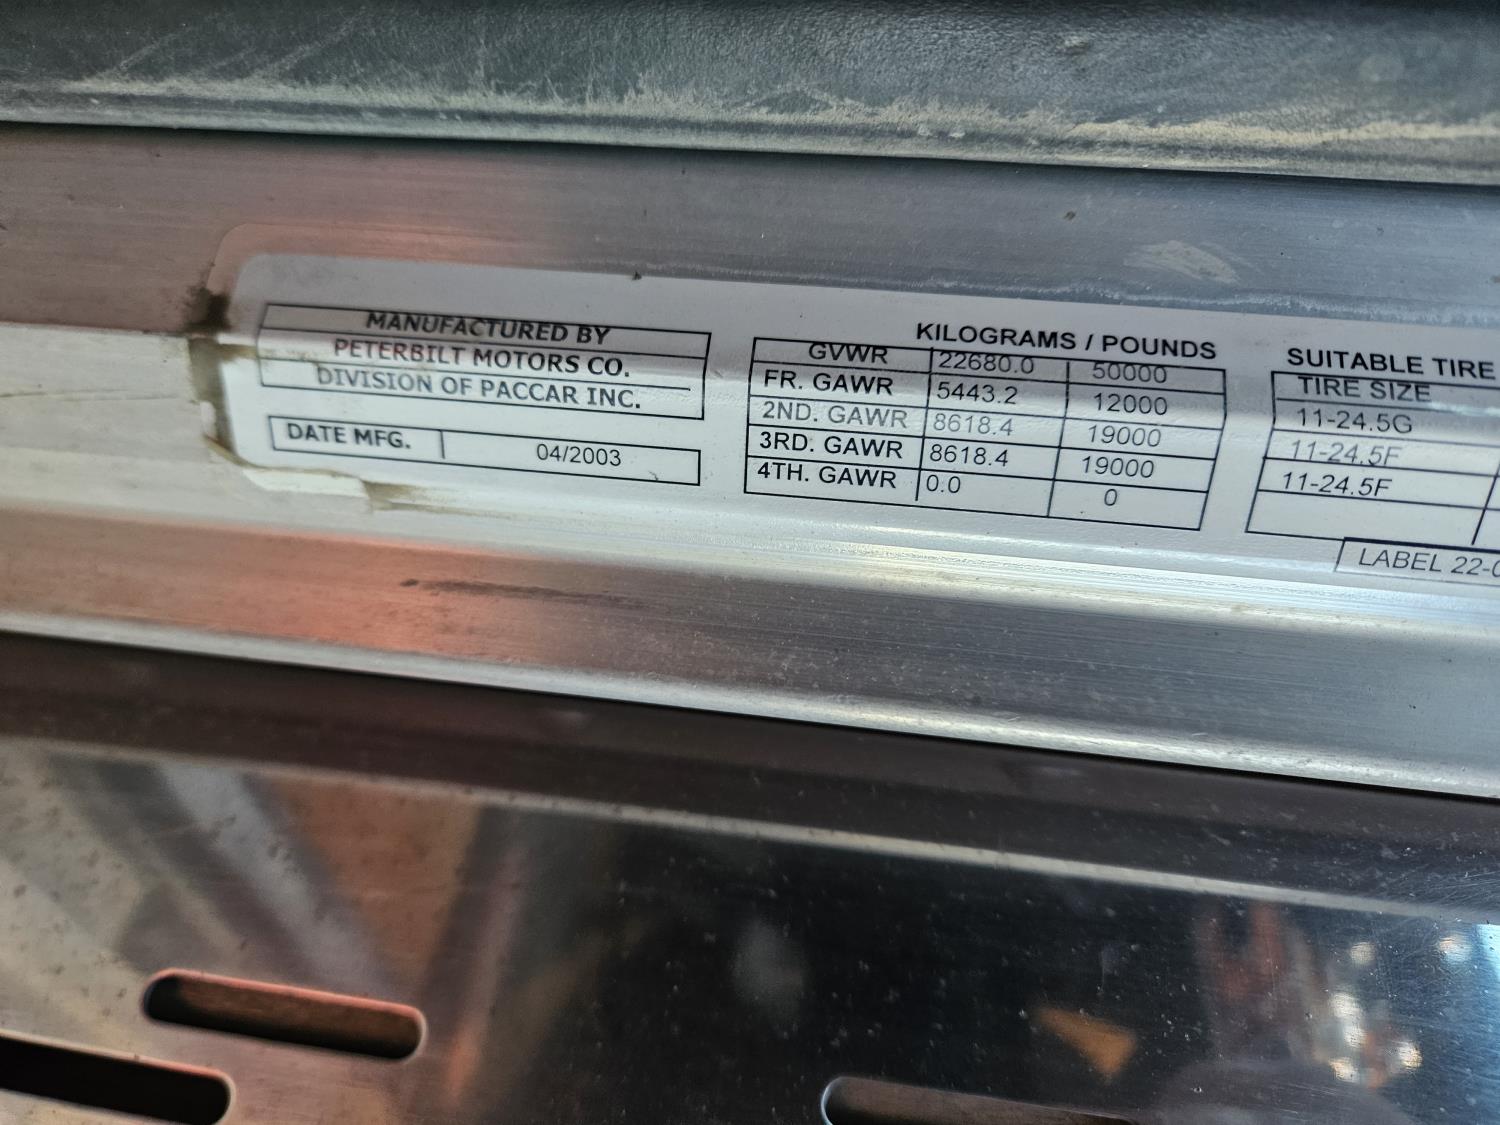 MANUFACTURED BY
PETERBILT MOTORS CO.
DIVISION OF PACCAR INC.
DATE MFG. 04/2003
KILOGRAMS / POUNDS
GVWR 22680.0 50000
FR. GAWR 5443.2 12000
2ND. GAWR 8618.4 19000
3RD. GAWR 8618.4 19000
4TH. GAWR 0.0 0
SUITABLE TIRE
TIRE SIZE
11-24.5G
11-24.5F
11-24.5F
LABEL 22-0